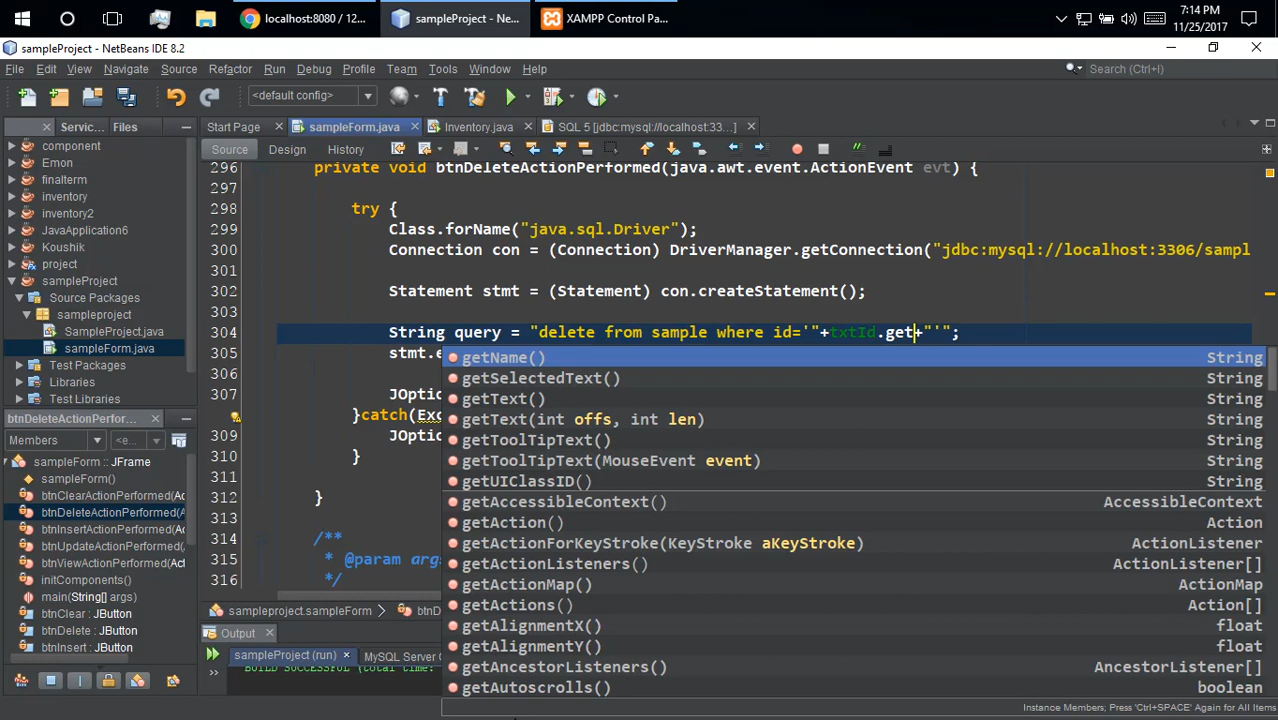 localhost:8080 / 12...
sampleProject - Ne...
XAMPP Control Pa...
7:14 PM
11/25/2017
sampleProject - NetBeans IDE 8.2
File Edit View Navigate Source Refactor Run Debug Profile Team Tools Window Help
Search (Ctrl+I)
<default config>
Servic... Files
Start Page
sampleForm.java
Inventory.java
SQL 5 [jdbc:mysql://localhost:33...]
component
Emon
finalterm
inventory
inventory2
JavaApplication6
Koushik
project
sampleProject
Source Packages
sampleproject
SampleProject.java
sampleForm.java
Test Packages
Libraries
Test Libraries
Source Design History
296 private void btnDeleteActionPerformed(java.awt.event.ActionEvent evt) {
297
298 try {
299 Class.forName("java.sql.Driver");
300 Connection con = (Connection) DriverManager.getConnection("jdbc:mysql://localhost:3306/sampl
301
302 Statement stmt = (Statement) con.createStatement();
303
304 String query = "delete from sample where id='"+txtId.get+"'";
305 stmt.e
306
307 JOptio
}catch(Exc
309 JOptio
310 }
311
312 }
313
314 /**
315 * @param args
316 */
getName() String
getSelectedText() String
getText() String
getText(int offs, int len) String
getToolTipText() String
getToolTipText(MouseEvent event) String
getUIClassID() String
getAccessibleContext() AccessibleContext
getAction() Action
getActionForKeyStroke(KeyStroke aKeyStroke) ActionListener
getActionListeners() ActionListener[]
getActionMap() ActionMap
getActions() Action[]
getAlignmentX() float
getAlignmentY() float
getAncestorListeners() AncestorListener[]
getAutoscrolls() boolean
Instance Members; Press 'Ctrl+SPACE' Again for All Items
btnDeleteActionPerfor...
Members
<e...
sampleForm :: JFrame
sampleForm()
btnClearActionPerformed(Ac
btnDeleteActionPerformed(A
btnInsertActionPerformed(Ac
btnUpdateActionPerformed(A
btnViewActionPerformed(Act
initComponents()
main(String[] args)
btnClear : JButton
btnDelete : JButton
btnInsert : JButton
sampleproject.sampleForm
btnD
Output
sampleProject (run)
MySQL Server
BUILD SUCCESSFUL (total time: